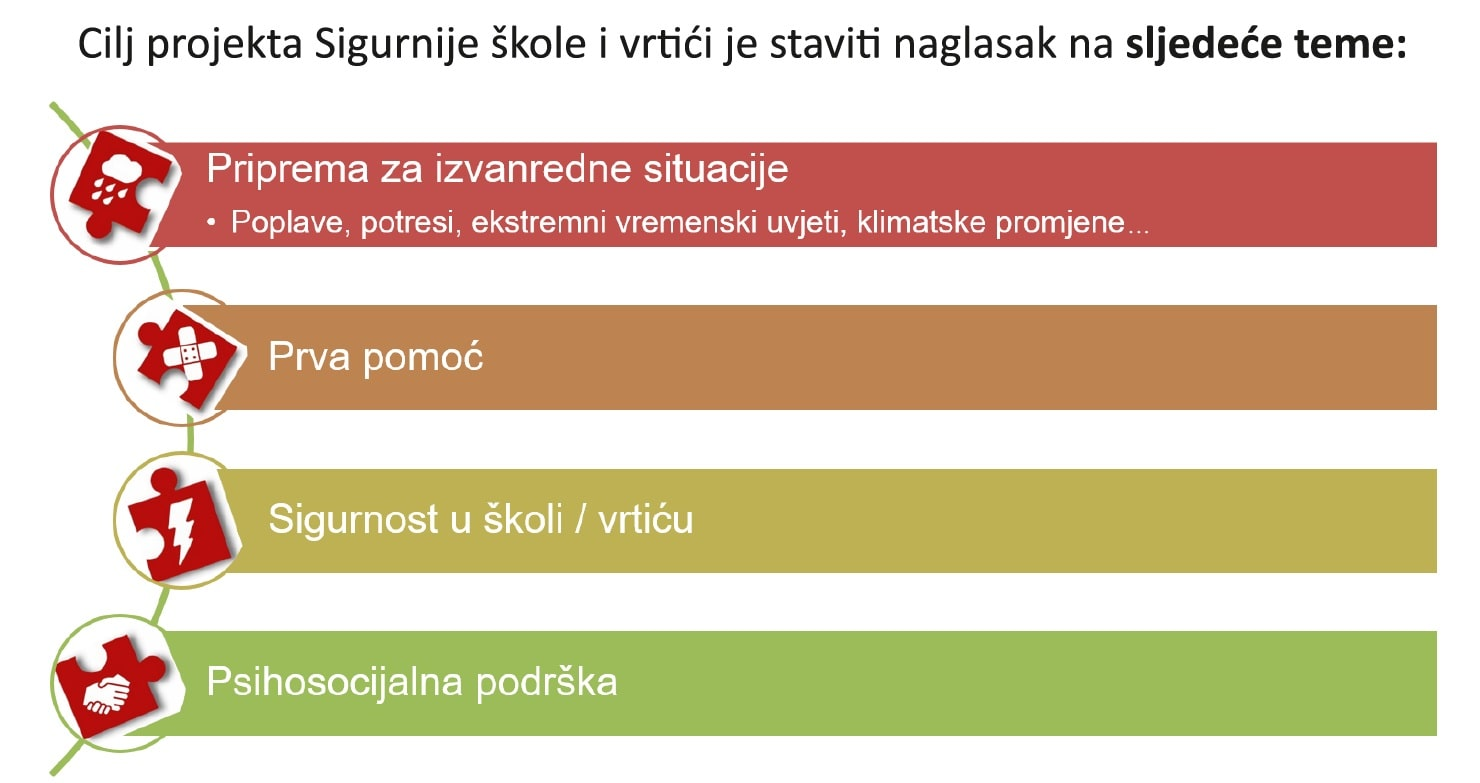 Cilj projekta Sigurnije škole i vrtići je staviti naglasak na sljedeće teme:
Priprema za izvanredne situacije
• Poplave, potresi, ekstremni vremenski uvjeti, klimatske promjene...
Prva pomoć
Sigurnost u školi / vrtiću
Psihosocijalna podrška